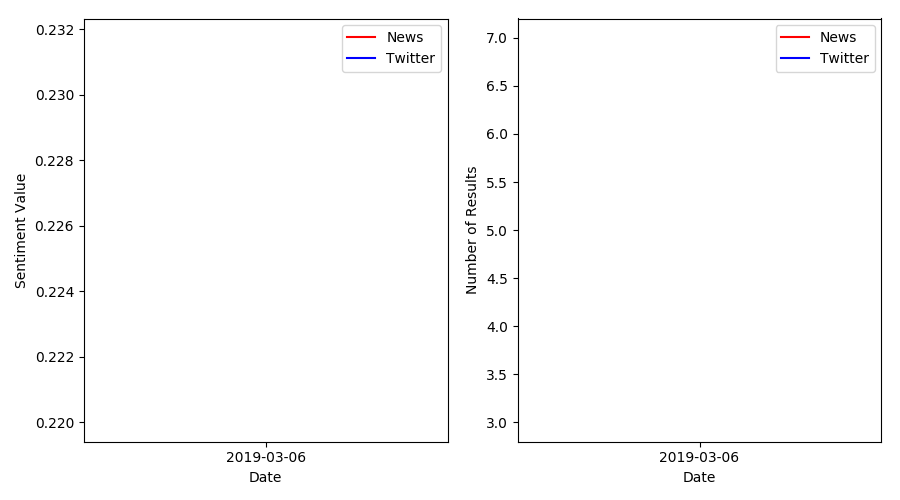 0.232
0.230
0.228
0.226
0.224
0.222
0.220
Sentiment Value
2019-03-06
Date
News
Twitter
7.0
6.5
6.0
5.5
5.0
4.5
4.0
3.5
3.0
Number of Results
2019-03-06
Date
News
Twitter